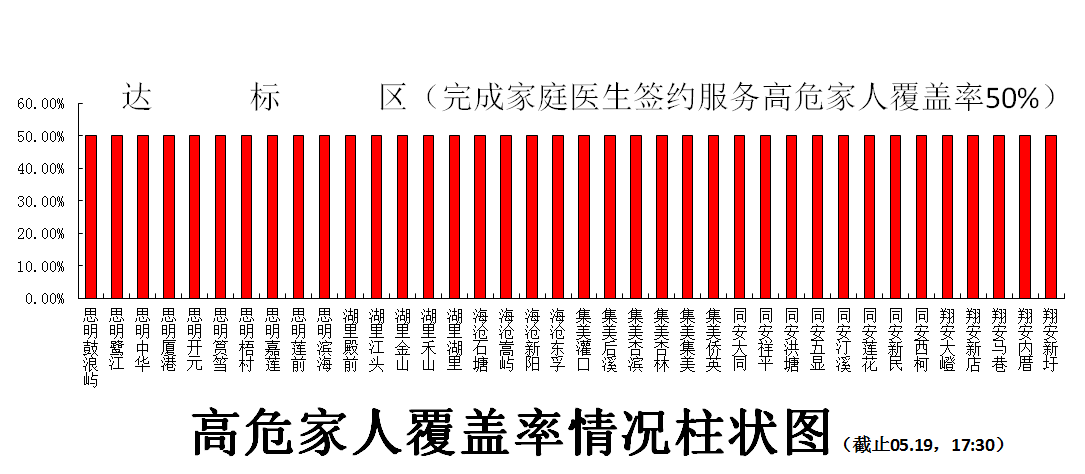 达 标 区（完成家庭医生签约服务高危家人覆盖率50%）
60.00%
50.00%
40.00%
30.00%
20.00%
10.00%
0.00%
思明鼓浪屿
思明鹭江
思明中华
思明厦港
思明开元
思明筼筜
思明梧村
思明嘉莲
思明莲前
思明滨海
湖里殿前
湖里江头
湖里金山
湖里禾山
湖里湖里
海沧石塘
海沧嵩屿
海沧新阳
海沧东孚
集美灌口
集美后溪
集美杏滨
集美杏林
集美集美
集美侨英
同安大同
同安祥平
同安洪塘
同安五显
同安汀溪
同安莲花
同安新民
同安西柯
翔安大嶝
翔安新店
翔安马巷
翔安内厝
翔安新圩
高危家人覆盖率情况柱状图（截止05.19，17:30）